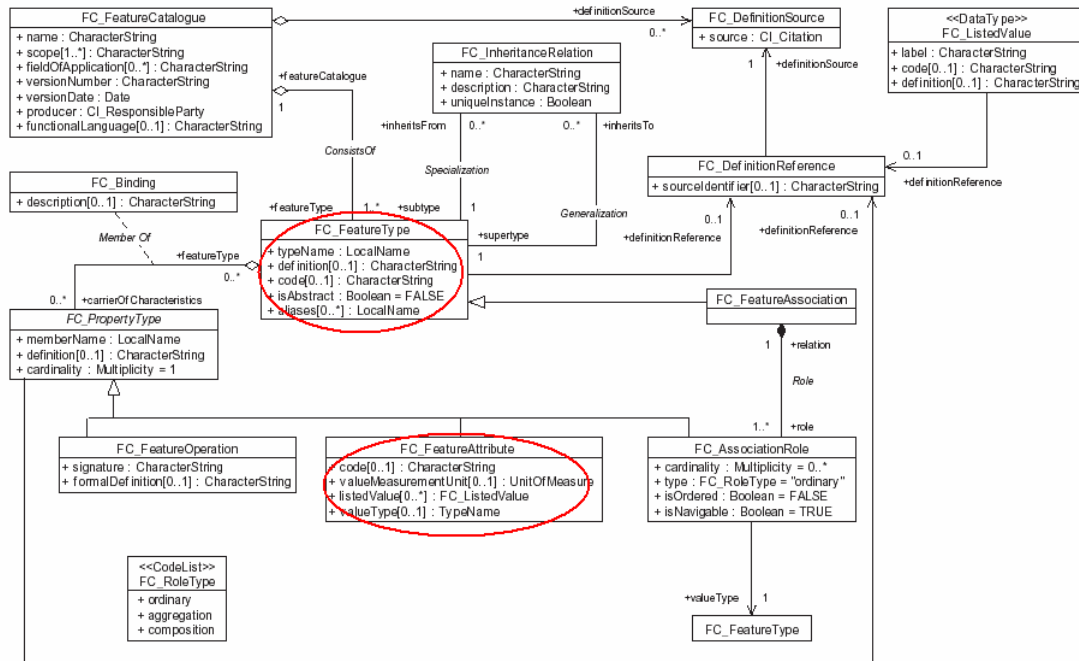 FC_FeatureCatalogue
+ name : CharacterString
+ scope[1..*] : CharacterString
+ fieldOfApplication[0..*] : CharacterString
+ versionNumber : CharacterString
+ versionDate : Date
+ producer : CI_ResponsibleParty
+ functionalLanguage[0..1] : CharacterString
+definitionSource
0..*
FC_DefinitionSource
+ source : CI_Citation
<<DataType>>
FC_ListedValue
+ label : CharacterString
+ code[0..1] : CharacterString
+ definition[0..1] : CharacterString
+featureCatalogue
1
FC_InheritanceRelation
+ name : CharacterString
+ description : CharacterString
+ uniqueInstance : Boolean
1
+definitionSource
+inheritsFrom
0..*
0..*
+inheritsTo
ConsistsOf
Specialization
Generalization
0..1
+definitionReference
FC_DefinitionReference
+ sourceIdentifier[0..1] : CharacterString
FC_Binding
+ description[0..1] : CharacterString
Member Of
+featureType
1..*
+subtype
1
+supertype
1
0..1
+definitionReference
0..1
+definitionReference
FC_FeatureType
+ typeName : LocalName
+ definition[0..1] : CharacterString
+ code[0..1] : CharacterString
+ isAbstract : Boolean = FALSE
+ aliases[0..*] : LocalName
+featureType
0..*
0..*
+carrierOfCharacteristics
FC_PropertyType
+ memberName : LocalName
+ definition[0..1] : CharacterString
+ cardinality : Multiplicity = 1
FC_FeatureAssociation
1
+relation
Role
1..*
+role
FC_FeatureOperation
+ signature : CharacterString
+ formalDefinition[0..1] : CharacterString
FC_FeatureAttribute
+ code[0..1] : CharacterString
+ valueMeasurementUnit[0..1] : UnitOfMeasure
+ listedValue[0..*] : FC_ListedValue
+ valueType[0..1] : TypeName
FC_AssociationRole
+ cardinality : Multiplicity = 0..*
+ type : FC_RoleType = "ordinary"
+ isOrdered : Boolean = FALSE
+ isNavigable : Boolean = TRUE
<<CodeList>>
FC_RoleType
+ ordinary
+ aggregation
+ composition
+valueType
1
FC_FeatureType